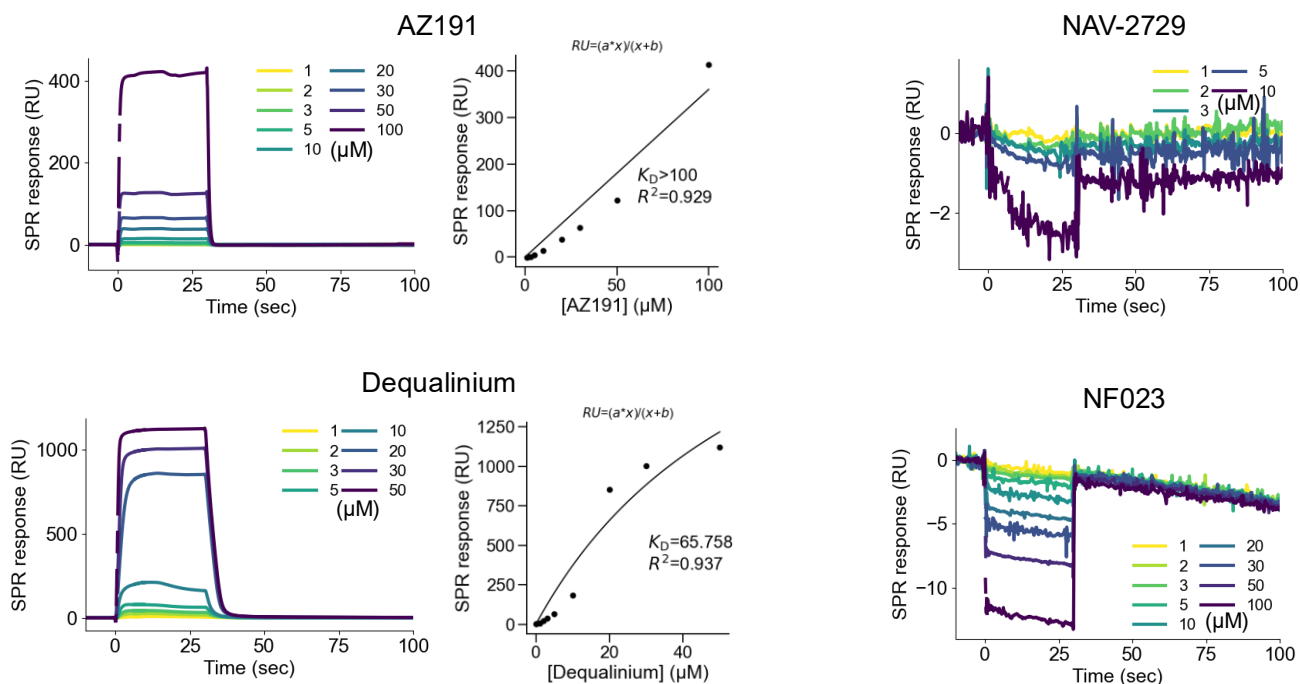 AZ191
RU=(a*x)/(x+b)
SPR response (RU)
400
200
0
1 20
2 30
3 50
5 100
10 (µM)
0 25 50 75 100
Time (sec)
SPR response (RU)
400
300
200
100
0
K_D>100
R²=0.929
0 50 100
[AZ191] (µM)
NAV-2729
SPR response (RU)
0
−2
1 5
2 10
3 (µM)
0 25 50 75 100
Time (sec)
Dequalinium
RU=(a*x)/(x+b)
SPR response (RU)
1000
500
0
1 10
2 20
3 30
5 50
(µM)
0 25 50 75 100
Time (sec)
SPR response (RU)
1250
1000
750
500
250
0
K_D=65.758
R²=0.937
0 20 40
[Dequalinium] (µM)
NF023
SPR response (RU)
0
−5
−10
1 20
2 30
3 50
5 100
10 (µM)
0 25 50 75 100
Time (sec)